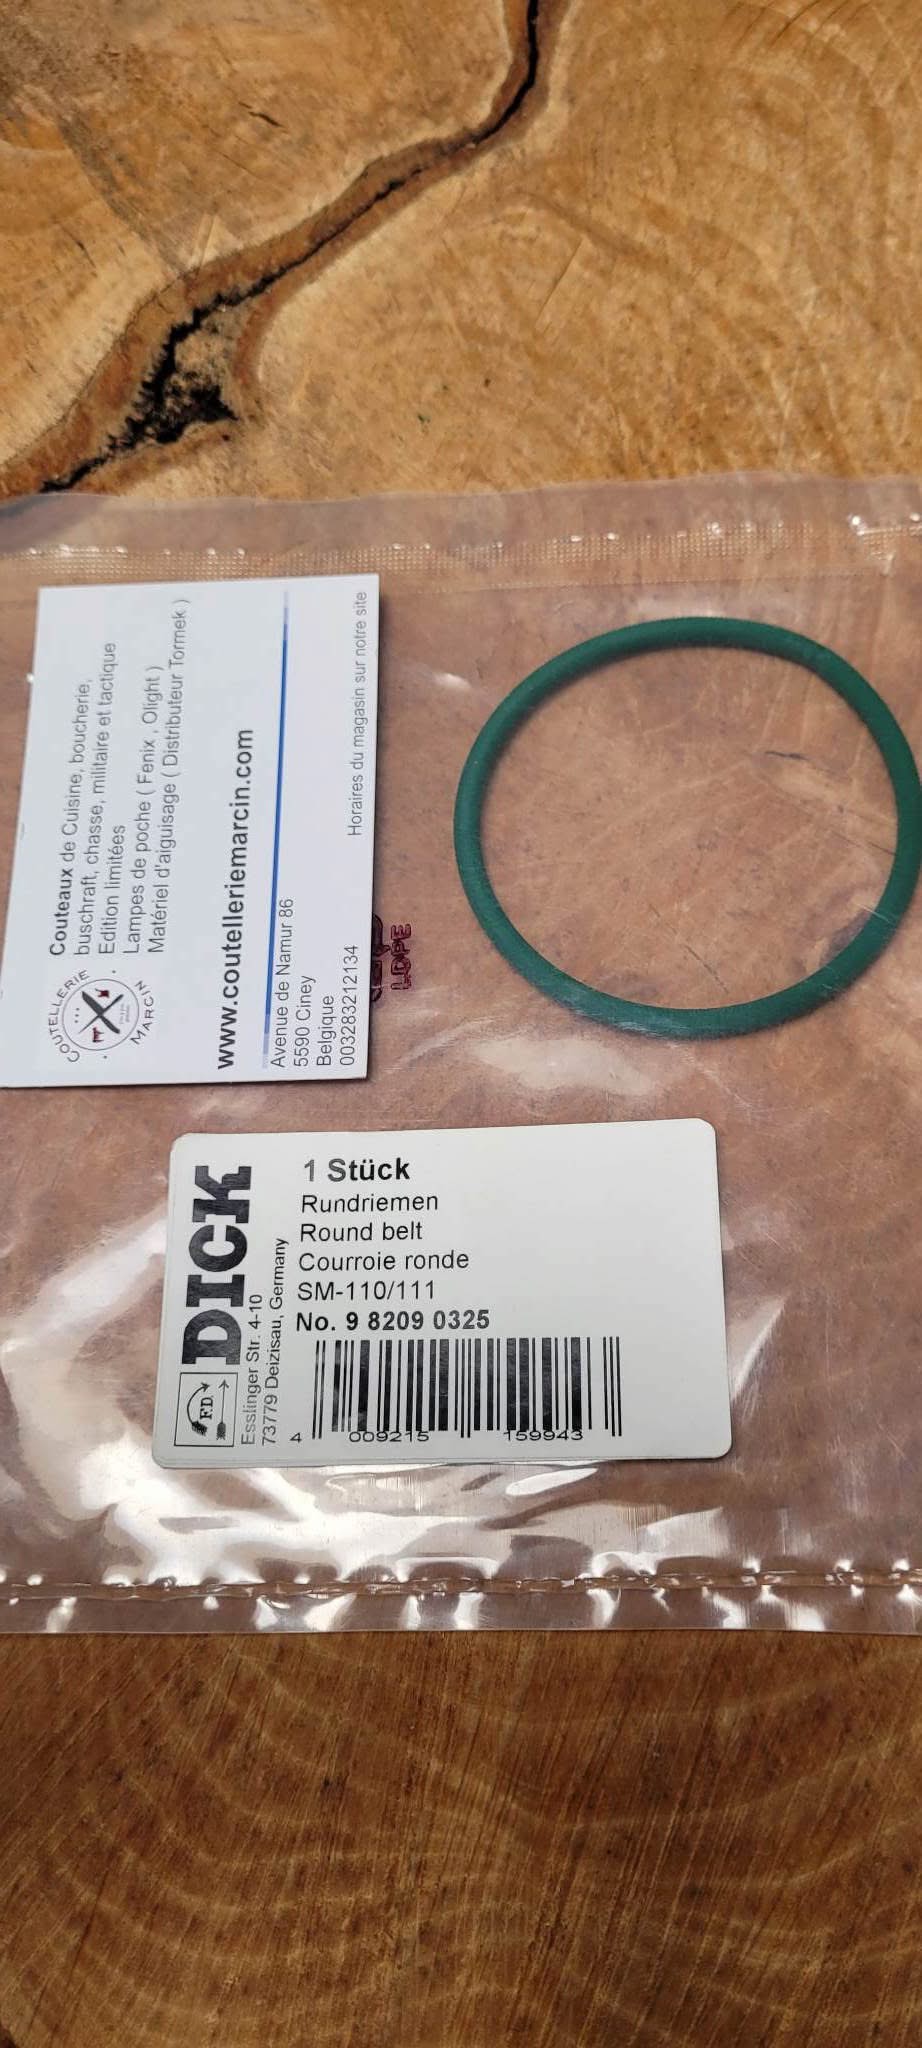 Couteaux de Cuisine, boucherie,
buschraft, chasse, militaire et tactique
Edition limitées
Lampes de poche ( Fenix , Olight )
Matériel d'aiguisage ( Distributeur Tormek )
COUTELLERIE
MARCIN
www.coutelleriemarcin.com
Avenue de Namur 86
5590 Ciney
Belgique
003283212134
Horaires du magasin sur notre site
LDPE
F.D.
DICK
Esslinger Str. 4-10
73779 Deizisau, Germany
1 Stück
Rundriemen
Round belt
Courroie ronde
SM-110/111
No. 9 8209 0325
4 009215 159943